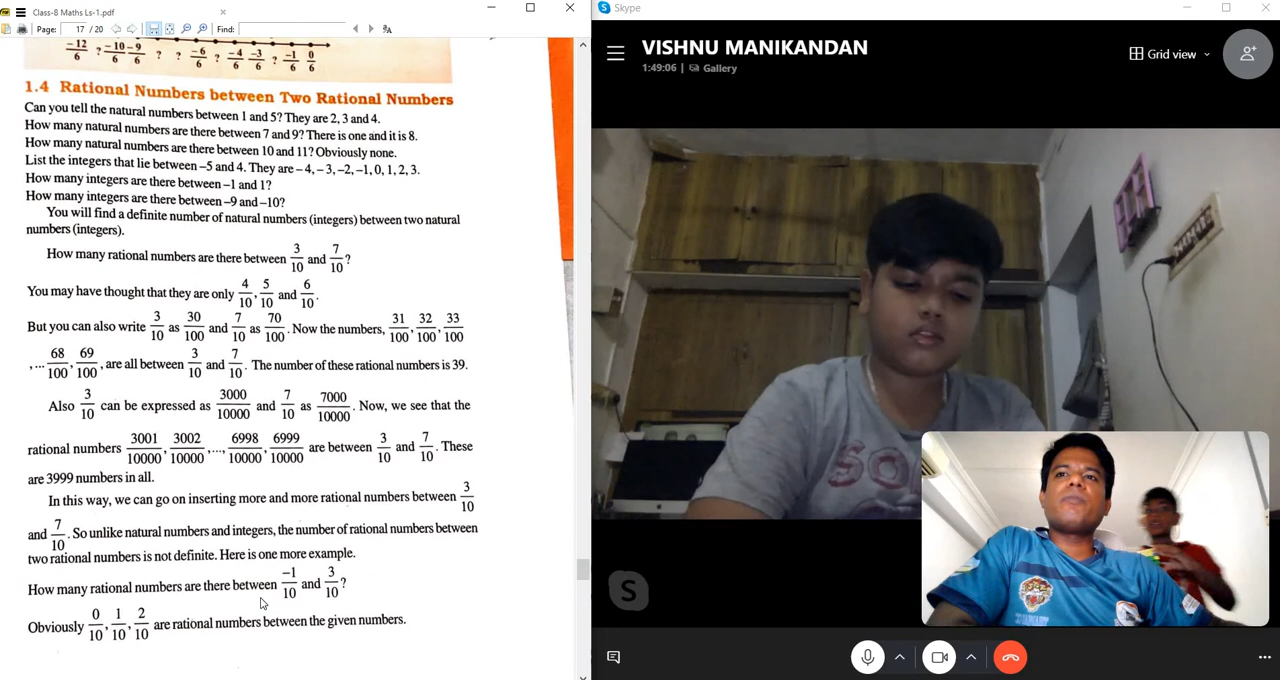 Class-8 Maths Ls-1.pdf
Page: 17 / 20 Find:
-12/6 ? -10/6 -9/6 ? ? -6/6 ? -4/6 -3/6 ? -1/6 0/6
1.4 Rational Numbers between Two Rational Numbers
Can you tell the natural numbers between 1 and 5? They are 2, 3 and 4.
How many natural numbers are there between 7 and 9? There is one and it is 8.
How many natural numbers are there between 10 and 11? Obviously none.
List the integers that lie between –5 and 4. They are – 4, – 3, –2, –1, 0, 1, 2, 3.
How many integers are there between –1 and 1?
How many integers are there between –9 and –10?
You will find a definite number of natural numbers (integers) between two natural
numbers (integers).
How many rational numbers are there between 3/10 and 7/10?
You may have thought that they are only 4/10, 5/10 and 6/10.
But you can also write 3/10 as 30/100 and 7/10 as 70/100. Now the numbers, 31/100, 32/100, 33/100
, ... 68/100, 69/100, are all between 3/10 and 7/10. The number of these rational numbers is 39.
Also 3/10 can be expressed as 3000/10000 and 7/10 as 7000/10000. Now, we see that the
rational numbers 3001/10000, 3002/10000, ..., 6998/10000, 6999/10000 are between 3/10 and 7/10. These
are 3999 numbers in all.
In this way, we can go on inserting more and more rational numbers between 3/10
and 7/10. So unlike natural numbers and integers, the number of rational numbers between
two rational numbers is not definite. Here is one more example.
How many rational numbers are there between -1/10 and 3/10?
Obviously 0/10, 1/10, 2/10 are rational numbers between the given numbers.
Skype
VISHNU MANIKANDAN
1:49:06 | Gallery
Grid view
S